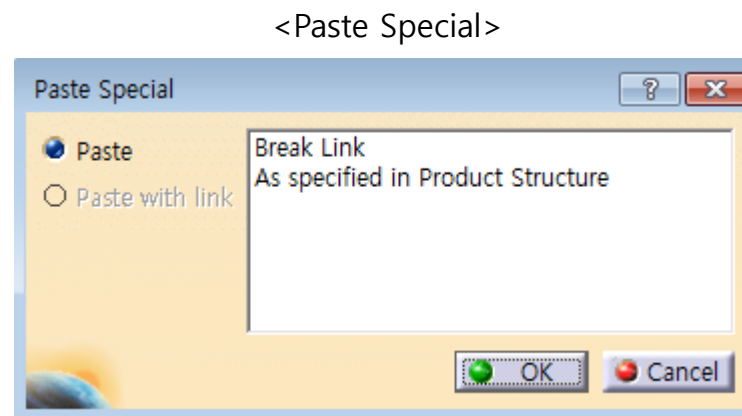 <Paste Special>
Paste Special
?
Paste
Paste with link
Break Link
As specified in Product Structure
OK
Cancel